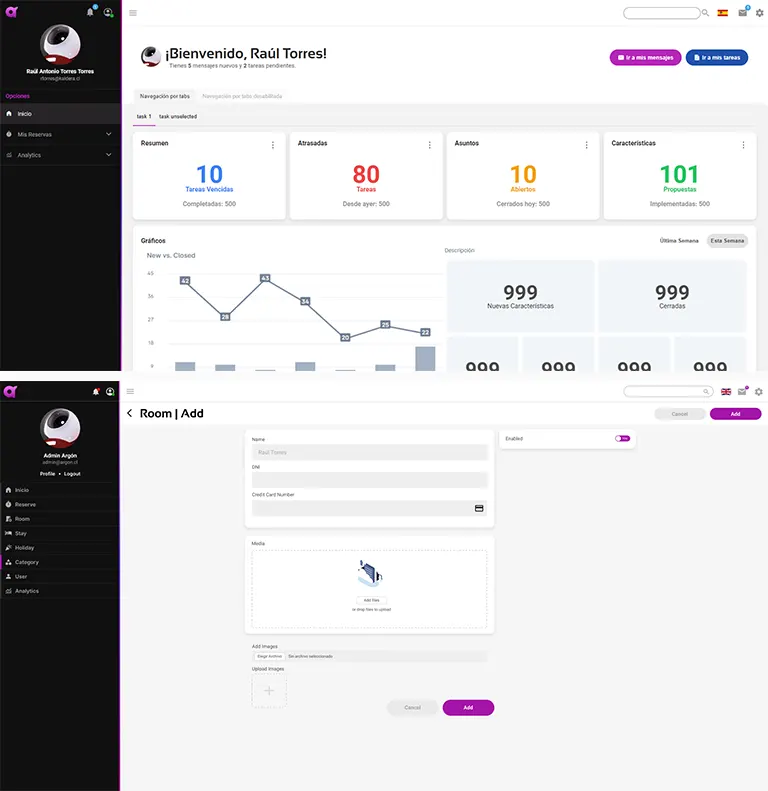 Raúl Antonio Torres Torres
rtorres@kaldera.cl
Opciones
Inicio
Mis Reservas
Analytics
¡Bienvenido, Raúl Torres!
Tienes 5 mensajes nuevos y 2 tareas pendientes.
Ir a mis mensajes
Ir a mis tareas
Navegación por tabs
Navegación por tabs desabilitada
task 1
task unselected
Resumen
10
Tareas Vencidas
Completadas: 500
Atrasadas
80
Tareas
Desde ayer: 500
Asuntos
10
Abiertos
Cerrados hoy: 500
Características
101
Propuestas
Implementadas: 500
Gráficos
Última Semana
Esta Semana
New vs. Closed
Descripción
45
36
27
18
9
42
28
43
34
20
25
22
999
Nuevas Características
999
Cerradas
999
999
999
999
Admin Argón
admin@argon.cl
Profile • Logout
Inicio
Reserve
Room
Stay
Holiday
Category
User
Analytics
Room | Add
Cancel
Add
Name
Raúl Torres
DNI
Credit Card Number
Enabled
Media
Add files
or drop files to upload
Add Images
Elegir Archivo
Sin archivo seleccionado
Upload Images
Cancel
Add